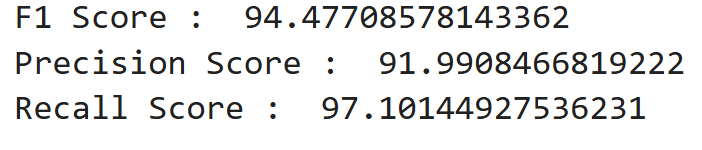 F1 Score :  94.47708578143362
Precision Score :  91.9908466819222
Recall Score :  97.10144927536231